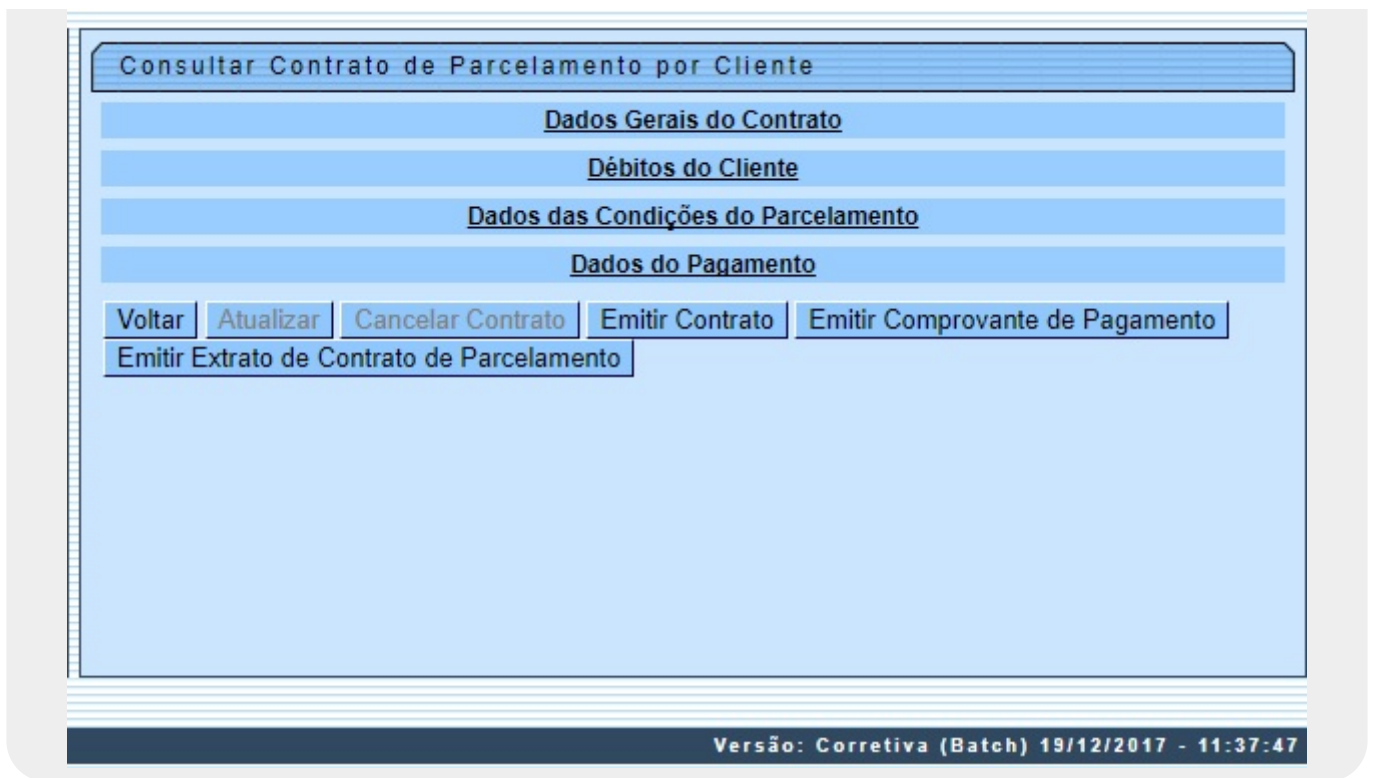 Consultar Contrato de Parcelamento por Cliente
Dados Gerais do Contrato
Débitos do Cliente
Dados das Condições do Parcelamento
Dados do Pagamento
Voltar Atualizar Cancelar Contrato Emitir Contrato Emitir Comprovante de Pagamento
Emitir Extrato de Contrato de Parcelamento
Versão: Corretiva (Batch) 19/12/2017 - 11:37:47